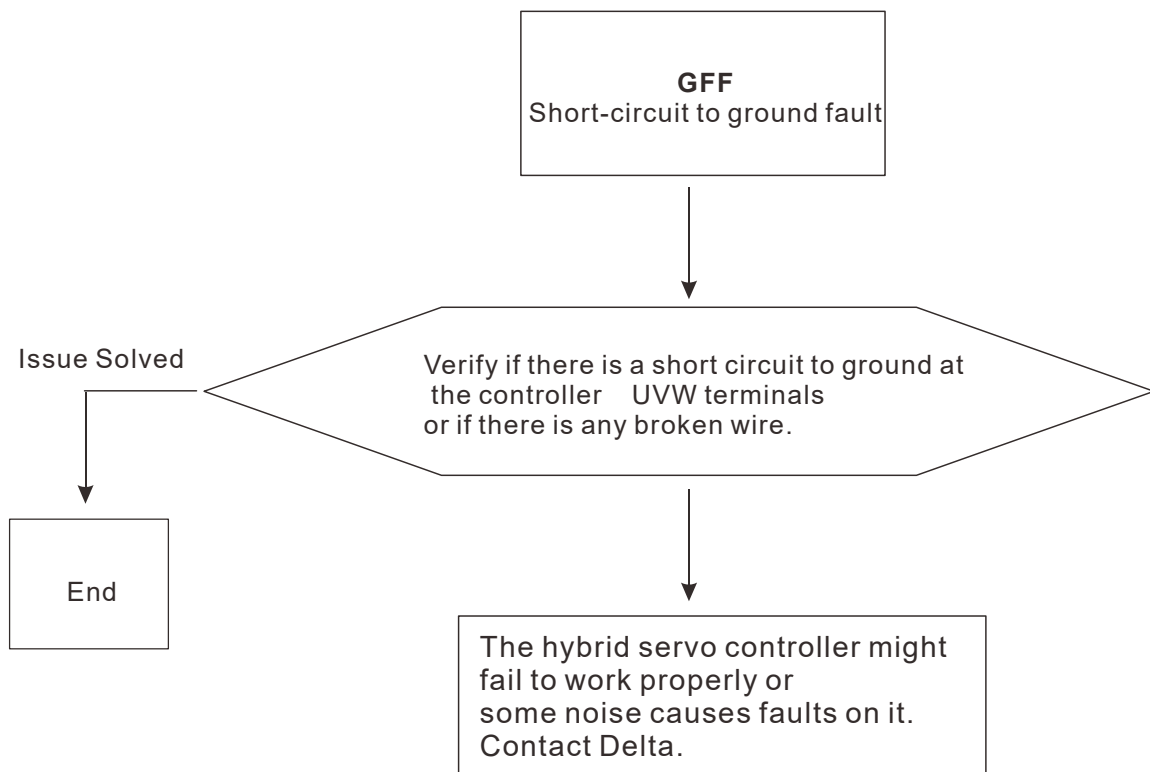 GFF
Short-circuit to ground fault
Issue Solved
Verify if there is a short circuit to ground at
the controller UVW terminals
or if there is any broken wire.
End
The hybrid servo controller might
fail to work properly or
some noise causes faults on it.
Contact Delta.